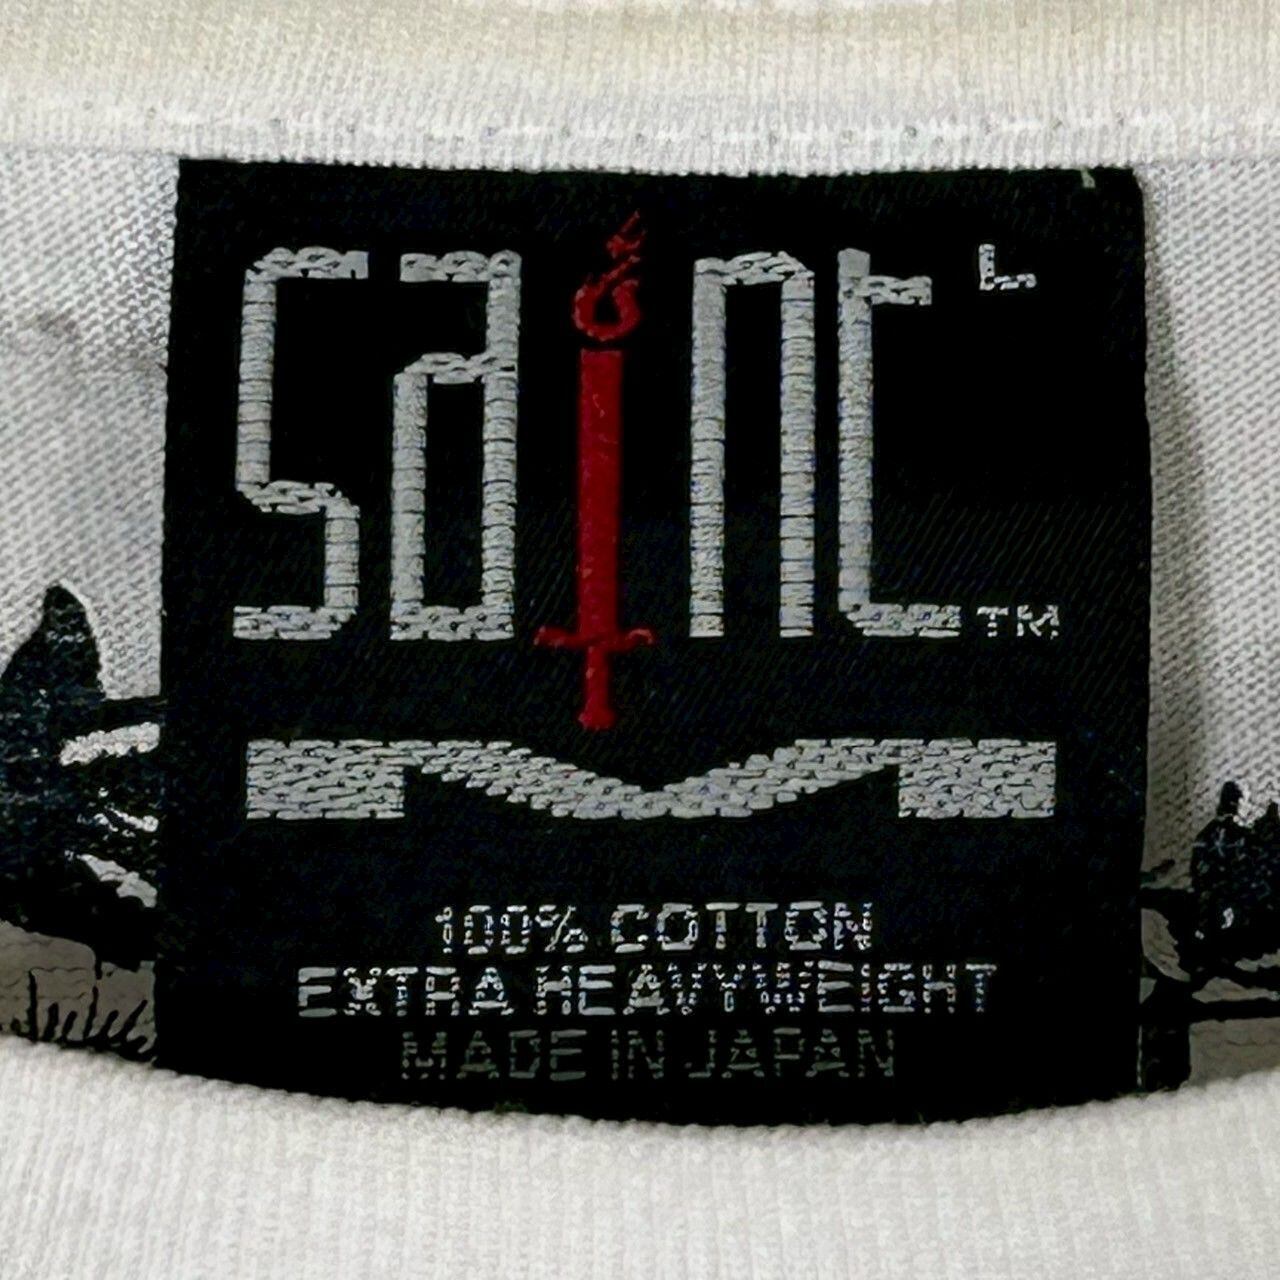 saint L
TM
M
100% COTTON
EXTRA HEAVYWEIGHT
MADE IN JAPAN